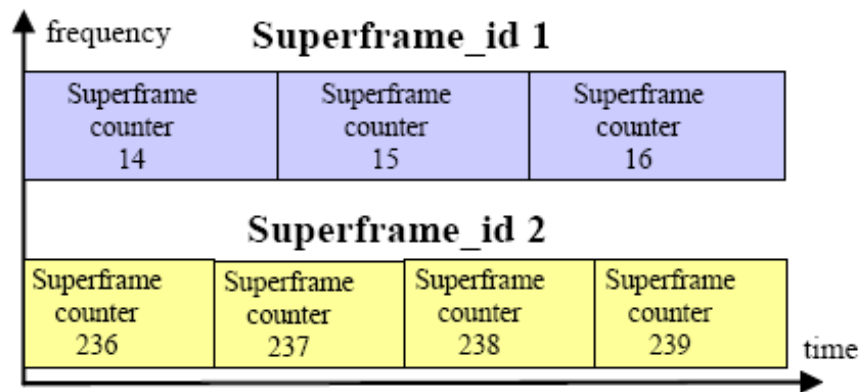 frequency
Superframe_id 1
Superframe
counter
14
Superframe
counter
15
Superframe
counter
16
Superframe_id 2
Superframe
counter
236
Superframe
counter
237
Superframe
counter
238
Superframe
counter
239
time